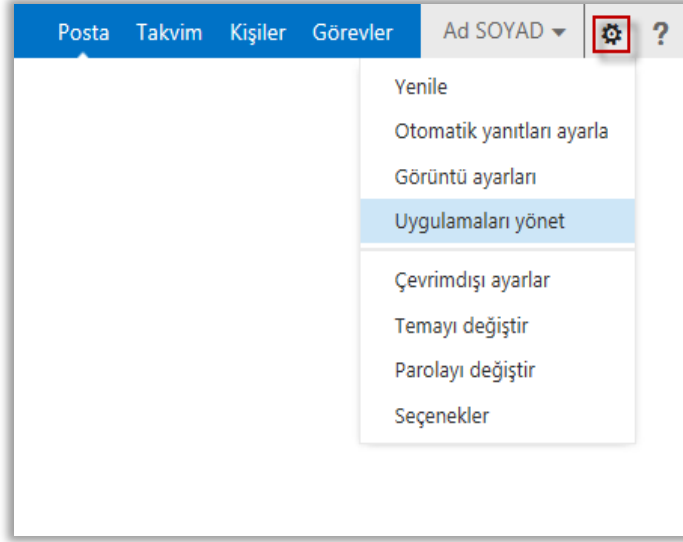 Posta Takvim Kişiler Görevler Ad SOYAD ?
Yenile
Otomatik yanıtları ayarla
Görüntü ayarları
Uygulamaları yönet
Çevrimdışı ayarlar
Temayı değiştir
Parolayı değiştir
Seçenekler